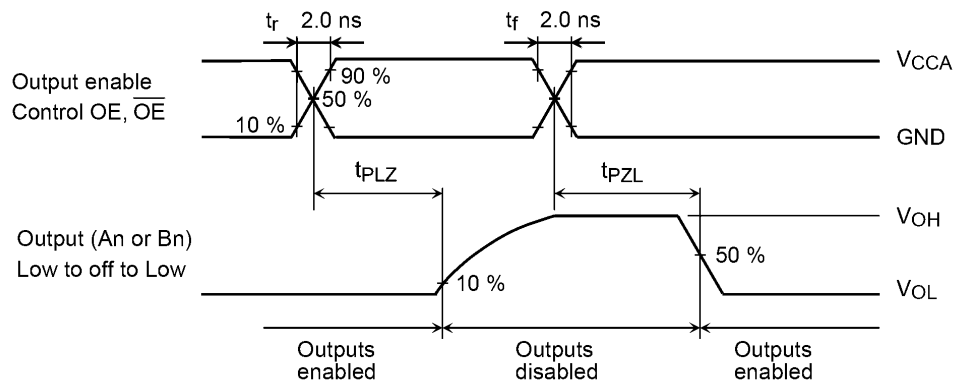 tr 2.0 ns tf 2.0 ns
VCCA
Output enable
Control OE, O̅E̅
90 %
50 %
10 %
GND
tPLZ tPZL
VOH
Output (An or Bn)
Low to off to Low
50 %
10 %
VOL
Outputs enabled
Outputs disabled
Outputs enabled